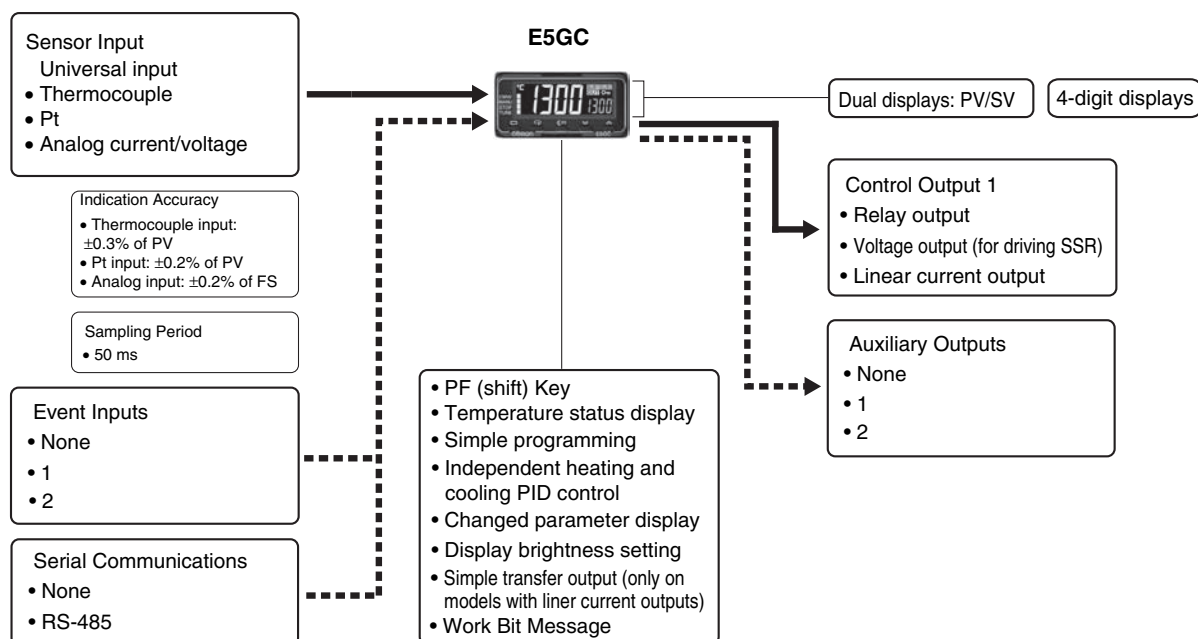 E5GC
Sensor Input
Universal input
• Thermocouple
• Pt
• Analog current/voltage
Indication Accuracy
• Thermocouple input:
±0.3% of PV
• Pt input: ±0.2% of PV
• Analog input: ±0.2% of FS
Sampling Period
• 50 ms
Event Inputs
• None
• 1
• 2
Serial Communications
• None
• RS-485
°C
1300
1300
• PF (shift) Key
• Temperature status display
• Simple programming
• Independent heating and
cooling PID control
• Changed parameter display
• Display brightness setting
• Simple transfer output (only on
models with liner current outputs)
• Work Bit Message
Dual displays: PV/SV
4-digit displays
Control Output 1
• Relay output
• Voltage output (for driving SSR)
• Linear current output
Auxiliary Outputs
• None
• 1
• 2